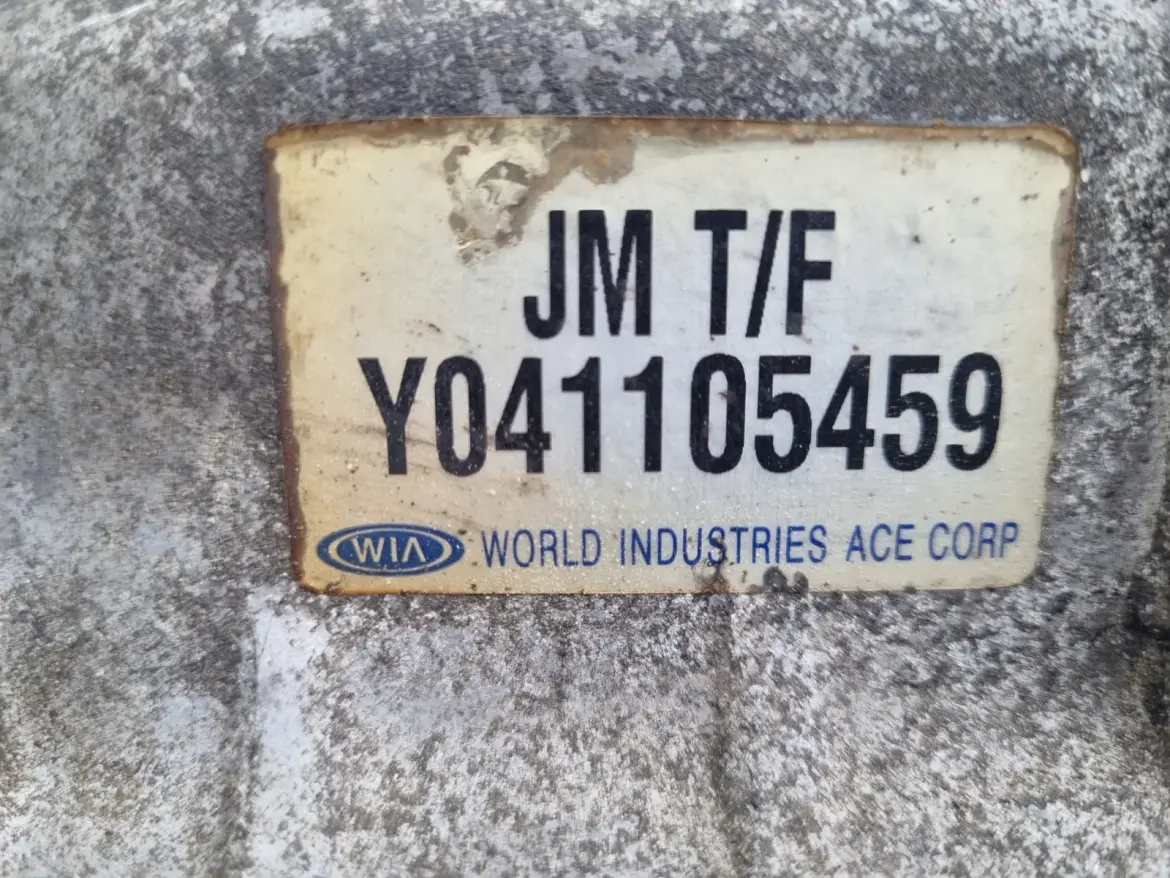 JM T/F
Y041105459
WIA WORLD INDUSTRIES ACE CORP